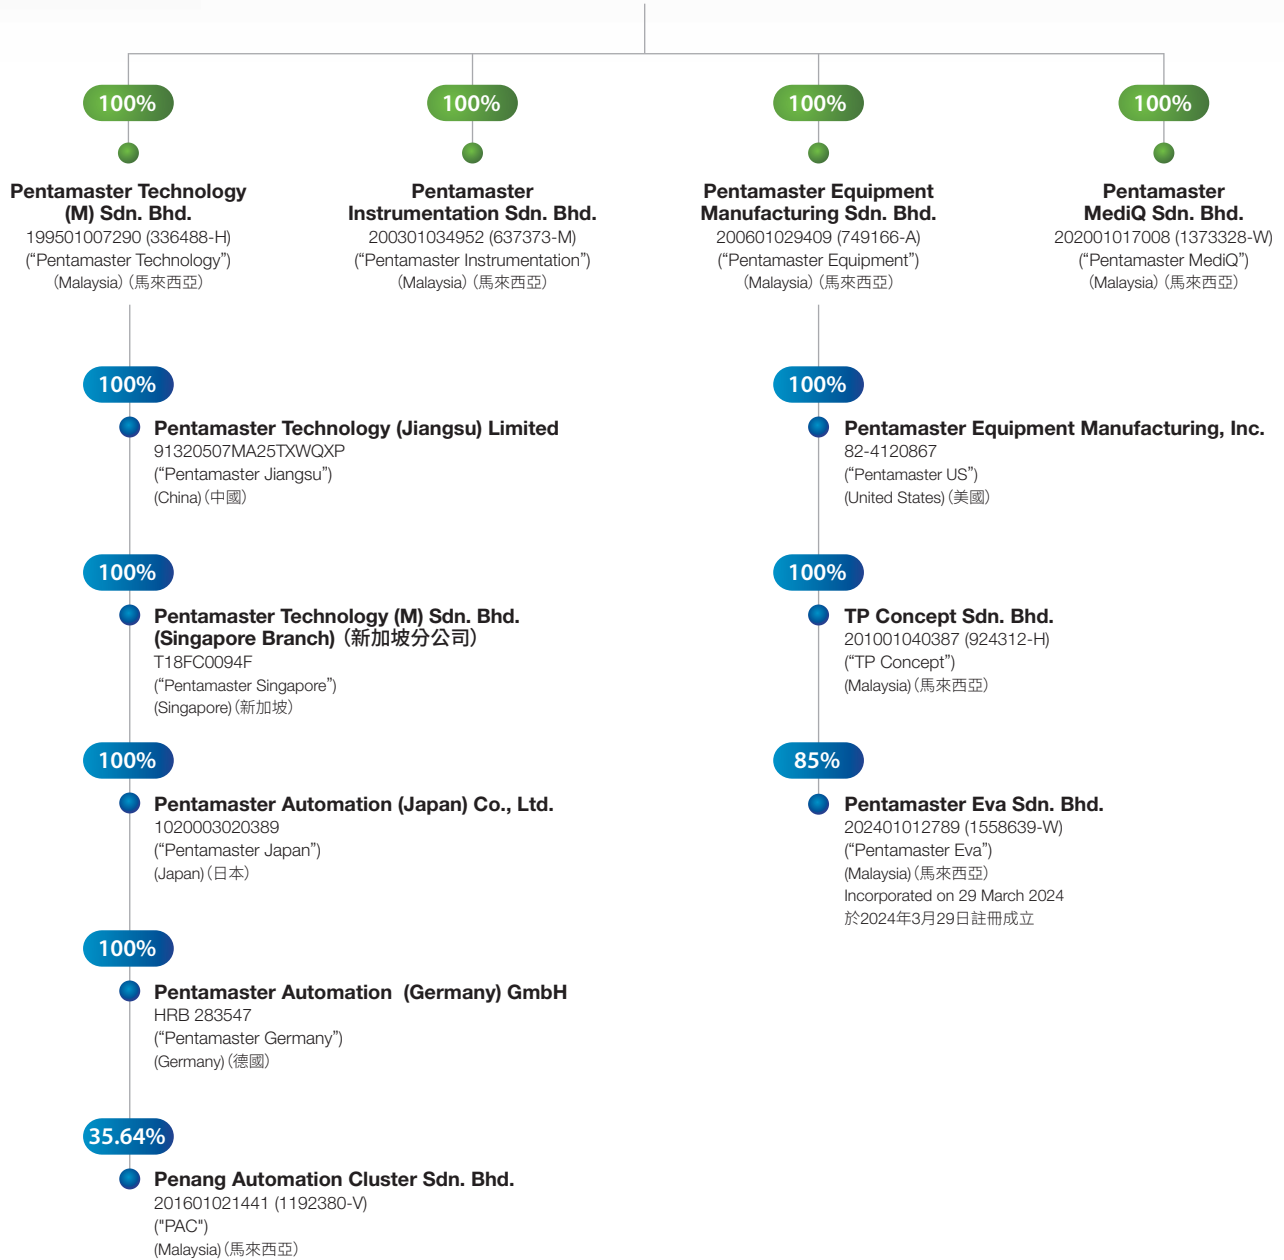 100%
Pentamaster Technology
(M) Sdn. Bhd.
199501007290 (336488-H)
(“Pentamaster Technology”)
(Malaysia) (馬來西亞)
100%
Pentamaster
Instrumentation Sdn. Bhd.
200301034952 (637373-M)
(“Pentamaster Instrumentation”)
(Malaysia) (馬來西亞)
100%
Pentamaster Equipment
Manufacturing Sdn. Bhd.
200601029409 (749166-A)
(“Pentamaster Equipment”)
(Malaysia) (馬來西亞)
100%
Pentamaster
MediQ Sdn. Bhd.
202001017008 (1373328-W)
(“Pentamaster MediQ”)
(Malaysia) (馬來西亞)
100%
Pentamaster Technology (Jiangsu) Limited
91320507MA25TXWQXP
(“Pentamaster Jiangsu”)
(China) (中國)
100%
Pentamaster Technology (M) Sdn. Bhd.
(Singapore Branch) (新加坡分公司)
T18FC0094F
(“Pentamaster Singapore”)
(Singapore) (新加坡)
100%
Pentamaster Automation (Japan) Co., Ltd.
1020003020389
(“Pentamaster Japan”)
(Japan) (日本)
100%
Pentamaster Automation (Germany) GmbH
HRB 283547
(“Pentamaster Germany”)
(Germany) (德國)
35.64%
Penang Automation Cluster Sdn. Bhd.
201601021441 (1192380-V)
("PAC")
(Malaysia) (馬來西亞)
100%
Pentamaster Equipment Manufacturing, Inc.
82-4120867
(“Pentamaster US”)
(United States) (美國)
100%
TP Concept Sdn. Bhd.
201001040387 (924312-H)
(“TP Concept”)
(Malaysia) (馬來西亞)
85%
Pentamaster Eva Sdn. Bhd.
202401012789 (1558639-W)
(“Pentamaster Eva”)
(Malaysia) (馬來西亞)
Incorporated on 29 March 2024
於2024年3月29日註冊成立